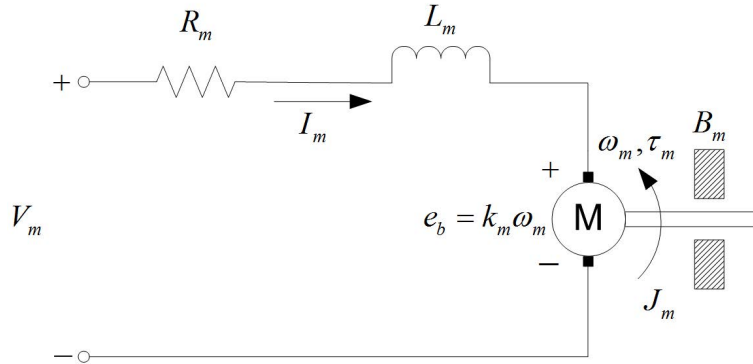 R_m
L_m
+
I_m
B_m
ω_m, τ_m
+
V_m
e_b = k_m ω_m
M
−
J_m
−